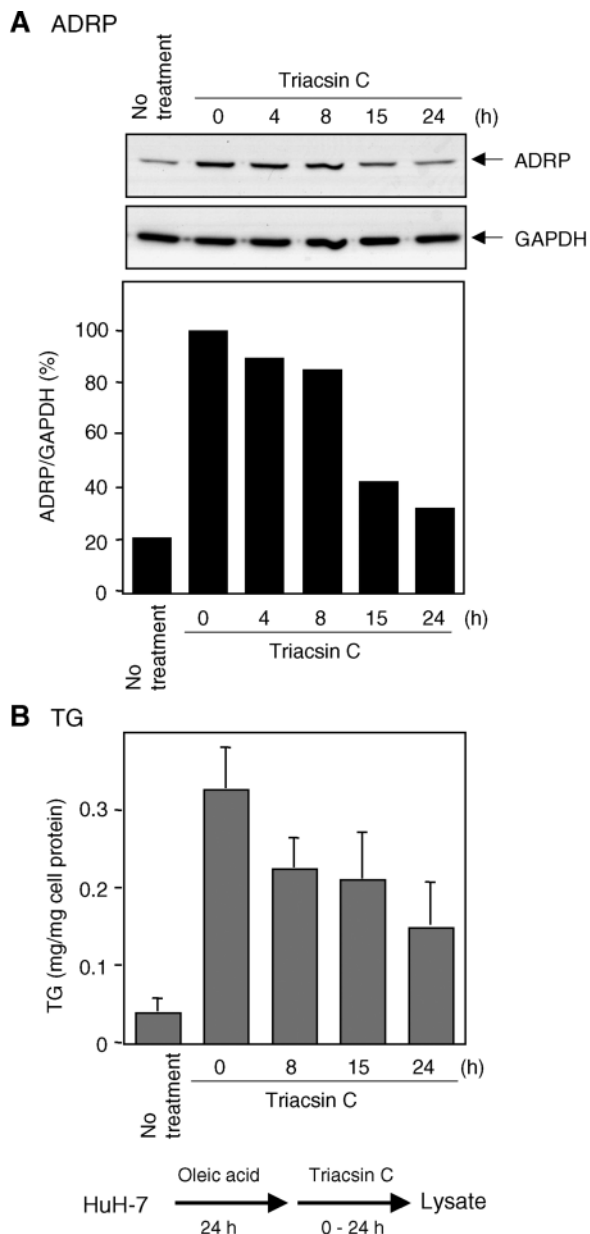 A ADRP
No treatment
Triacsin C
0 4 8 15 24 (h)
ADRP
GAPDH
ADRP/GAPDH (%)
100
80
60
40
20
0
No treatment
0 4 8 15 24 (h)
Triacsin C
B TG
TG (mg/mg cell protein)
0.3
0.2
0.1
0
No treatment
0 8 15 24 (h)
Triacsin C
Oleic acid Triacsin C
HuH-7 Lysate
24 h 0 - 24 h